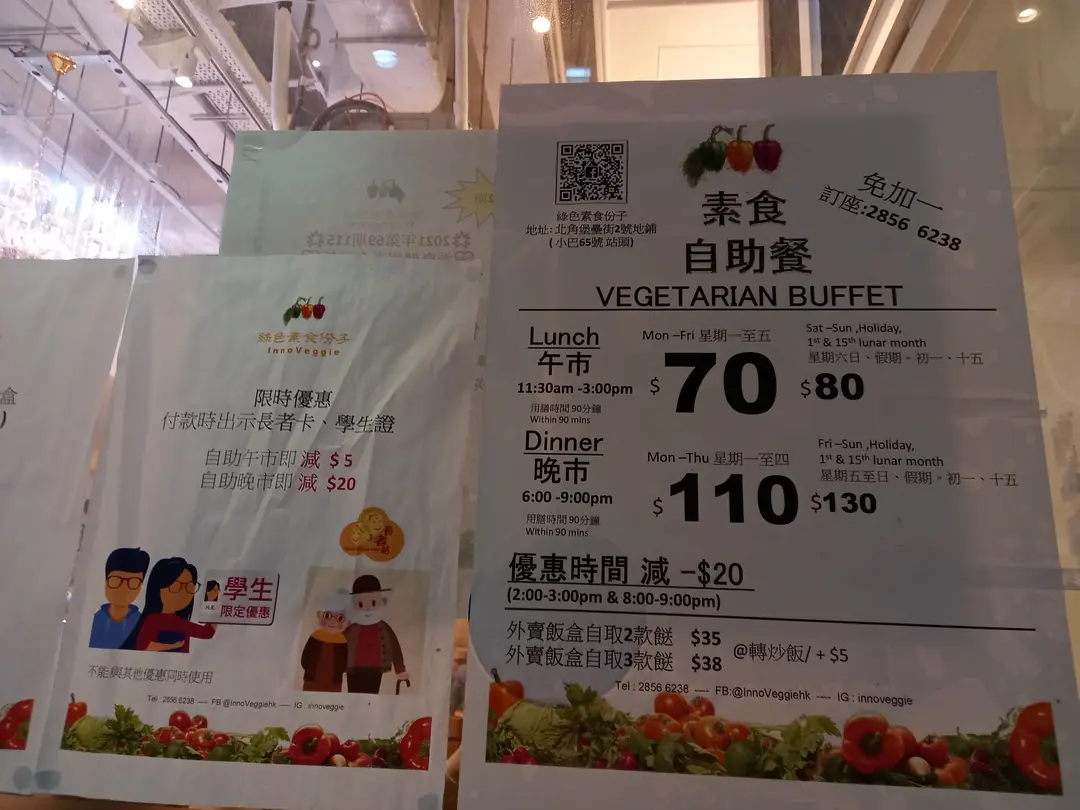 綠色素食份子
InnoVeggie
限時優惠
付款時出示長者卡、學生證
自助午市即 減 $5
自助晚市即 減 $20
學生
限定優惠
不能與其他優惠同時使用
Tel : 2856 6238 ---- FB @InnoVeggiehk ---- IG : innoveggie
綠色素食份子
地址: 北角堡壘街2號地鋪
(小巴65號 站頭)
免加一
訂座:2856 6238
素食
自助餐
VEGETARIAN BUFFET
Lunch
午市
11:30am -3:00pm
用膳時間 90分鐘
Within 90 mins
Mon –Fri 星期一至五
$70
Sat –Sun ,Holiday,
1st & 15th lunar month
星期六日、假期。初一、十五
$80
Dinner
晚市
6:00 -9:00pm
用膳時間 90分鐘
Within 90 mins
Mon –Thu 星期一至四
$110
Fri –Sun ,Holiday,
1st & 15th lunar month
星期五至日、假期。初一、十五
$130
優惠時間 減 –$20
(2:00-3:00pm & 8:00-9:00pm)
外賣飯盒自取2款餸 $35
外賣飯盒自取3款餸 $38
@轉炒飯/ + $5
Tel : 2856 6238 ---- FB:@InnoVeggiehk ---- IG : innoveggie